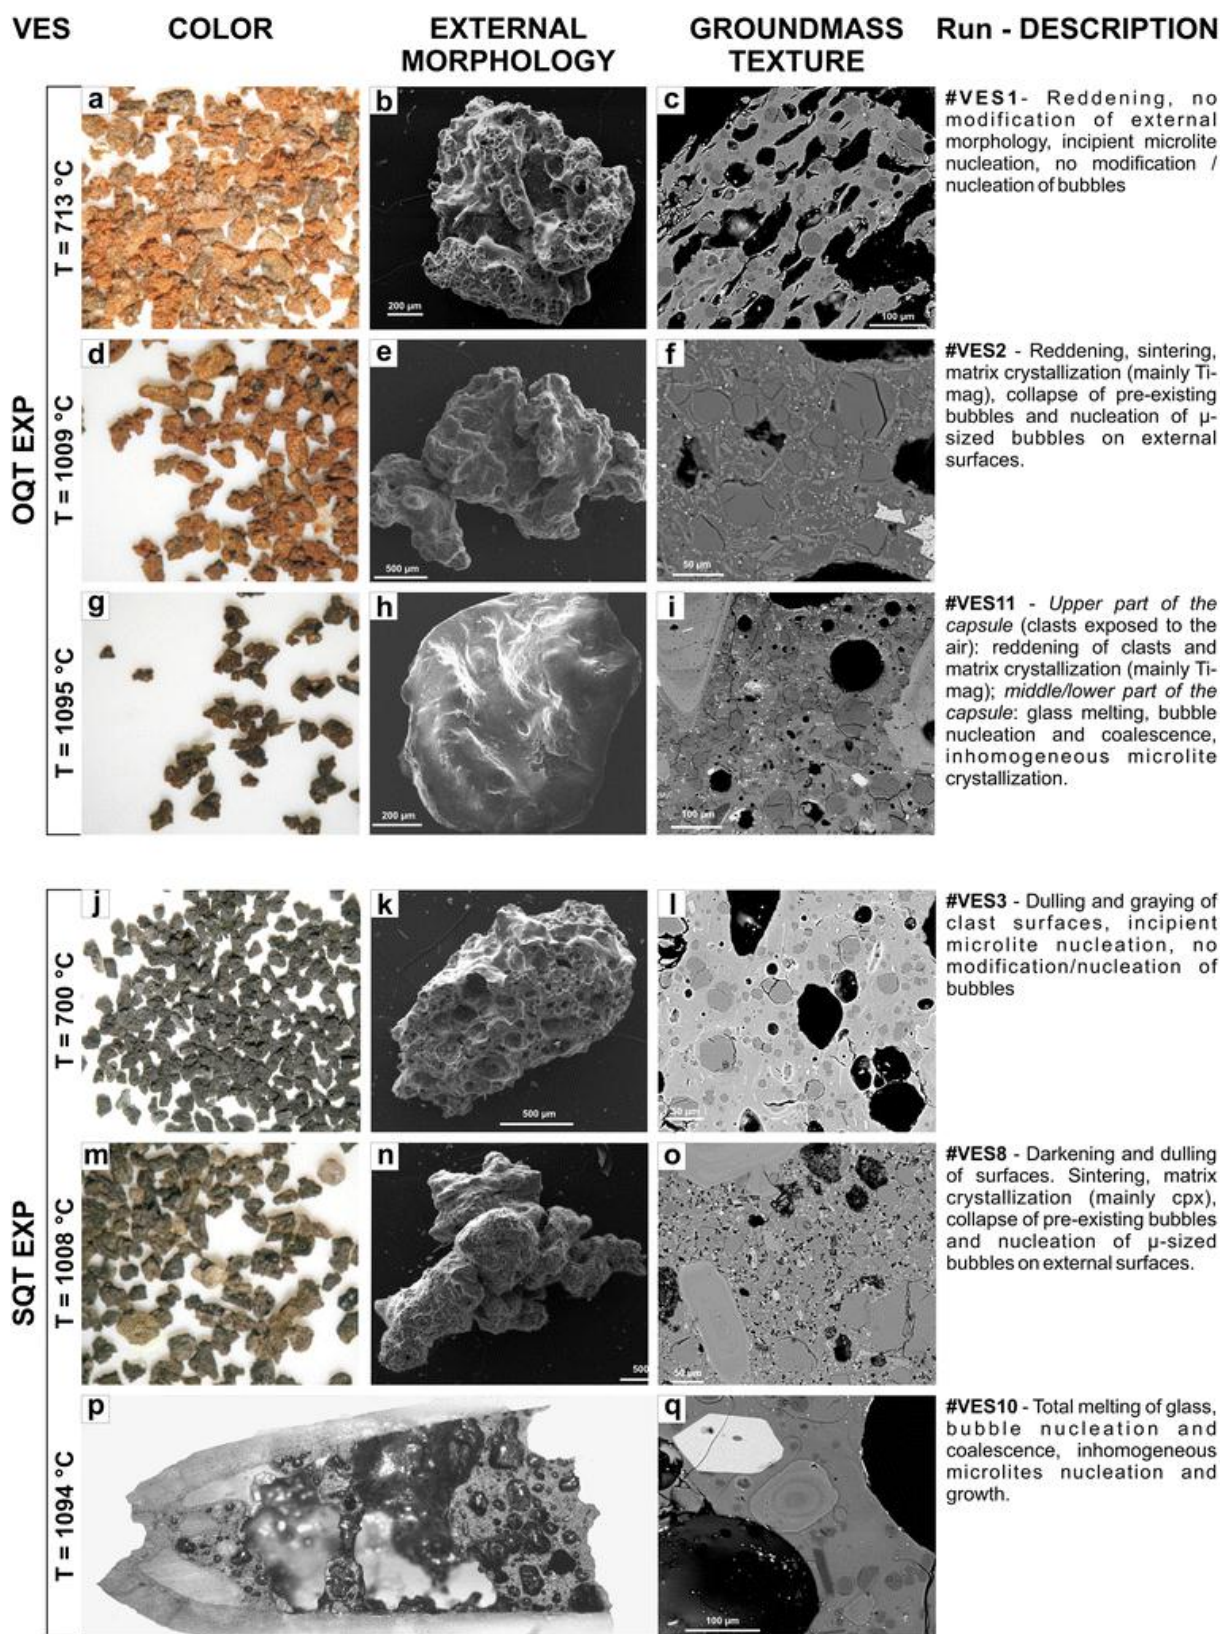 VES COLOR EXTERNAL MORPHOLOGY GROUNDMASS TEXTURE Run - DESCRIPTION
OQT EXP
T = 713 °C
a
b
200 µm
c
100 µm
#VES1- Reddening, no
modification of external
morphology, incipient microlite
nucleation, no modification /
nucleation of bubbles
T = 1009 °C
d
e
500 µm
f
50 µm
#VES2 - Reddening, sintering,
matrix crystallization (mainly Ti-
mag), collapse of pre-existing
bubbles and nucleation of µ-
sized bubbles on external
surfaces.
T = 1095 °C
g
h
200 µm
i
100 µm
#VES11 - Upper part of the
capsule (clasts exposed to the
air): reddening of clasts and
matrix crystallization (mainly Ti-
mag); middle/lower part of the
capsule: glass melting, bubble
nucleation and coalescence,
inhomogeneous microlite
crystallization.
SQT EXP
T = 700 °C
j
k
500 µm
l
50 µm
#VES3 - Dulling and graying of
clast surfaces, incipient
microlite nucleation, no
modification/nucleation of
bubbles
T = 1008 °C
m
n
500
o
50 µm
#VES8 - Darkening and dulling
of surfaces. Sintering, matrix
crystallization (mainly cpx),
collapse of pre-existing bubbles
and nucleation of µ-sized
bubbles on external surfaces.
T = 1094 °C
p
q
100 µm
#VES10 - Total melting of glass,
bubble nucleation and
coalescence, inhomogeneous
microlites nucleation and
growth.